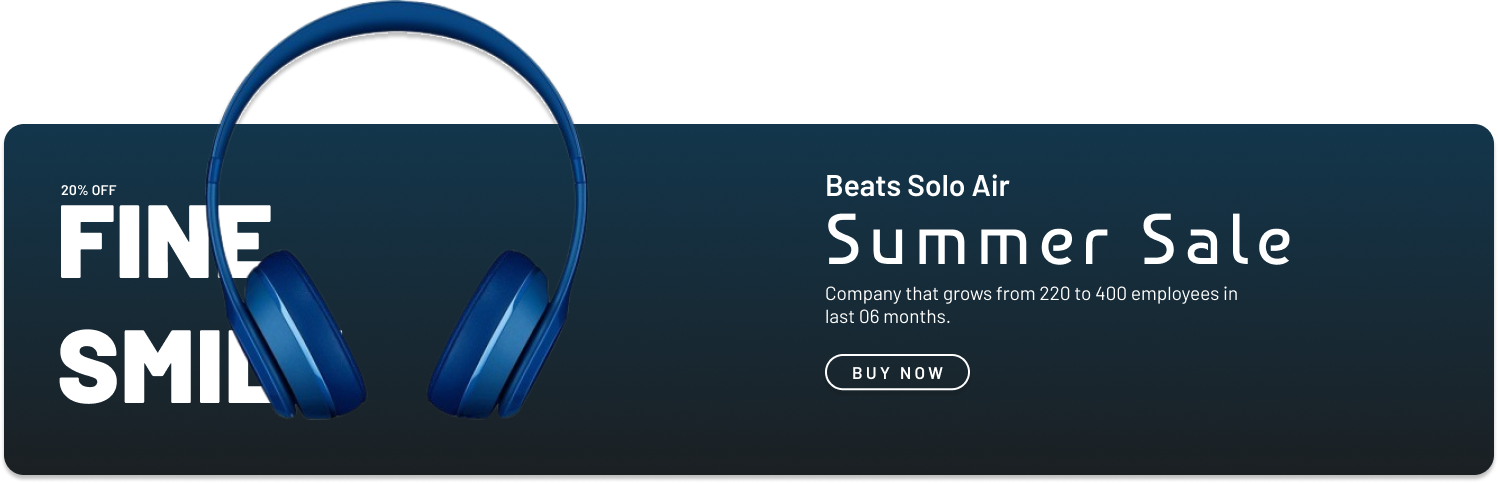 20% OFF
FINE
Beats Solo Air
Summer Sale
Company that grows from 220 to 400 employees in
last 06 months.
BUY NOW